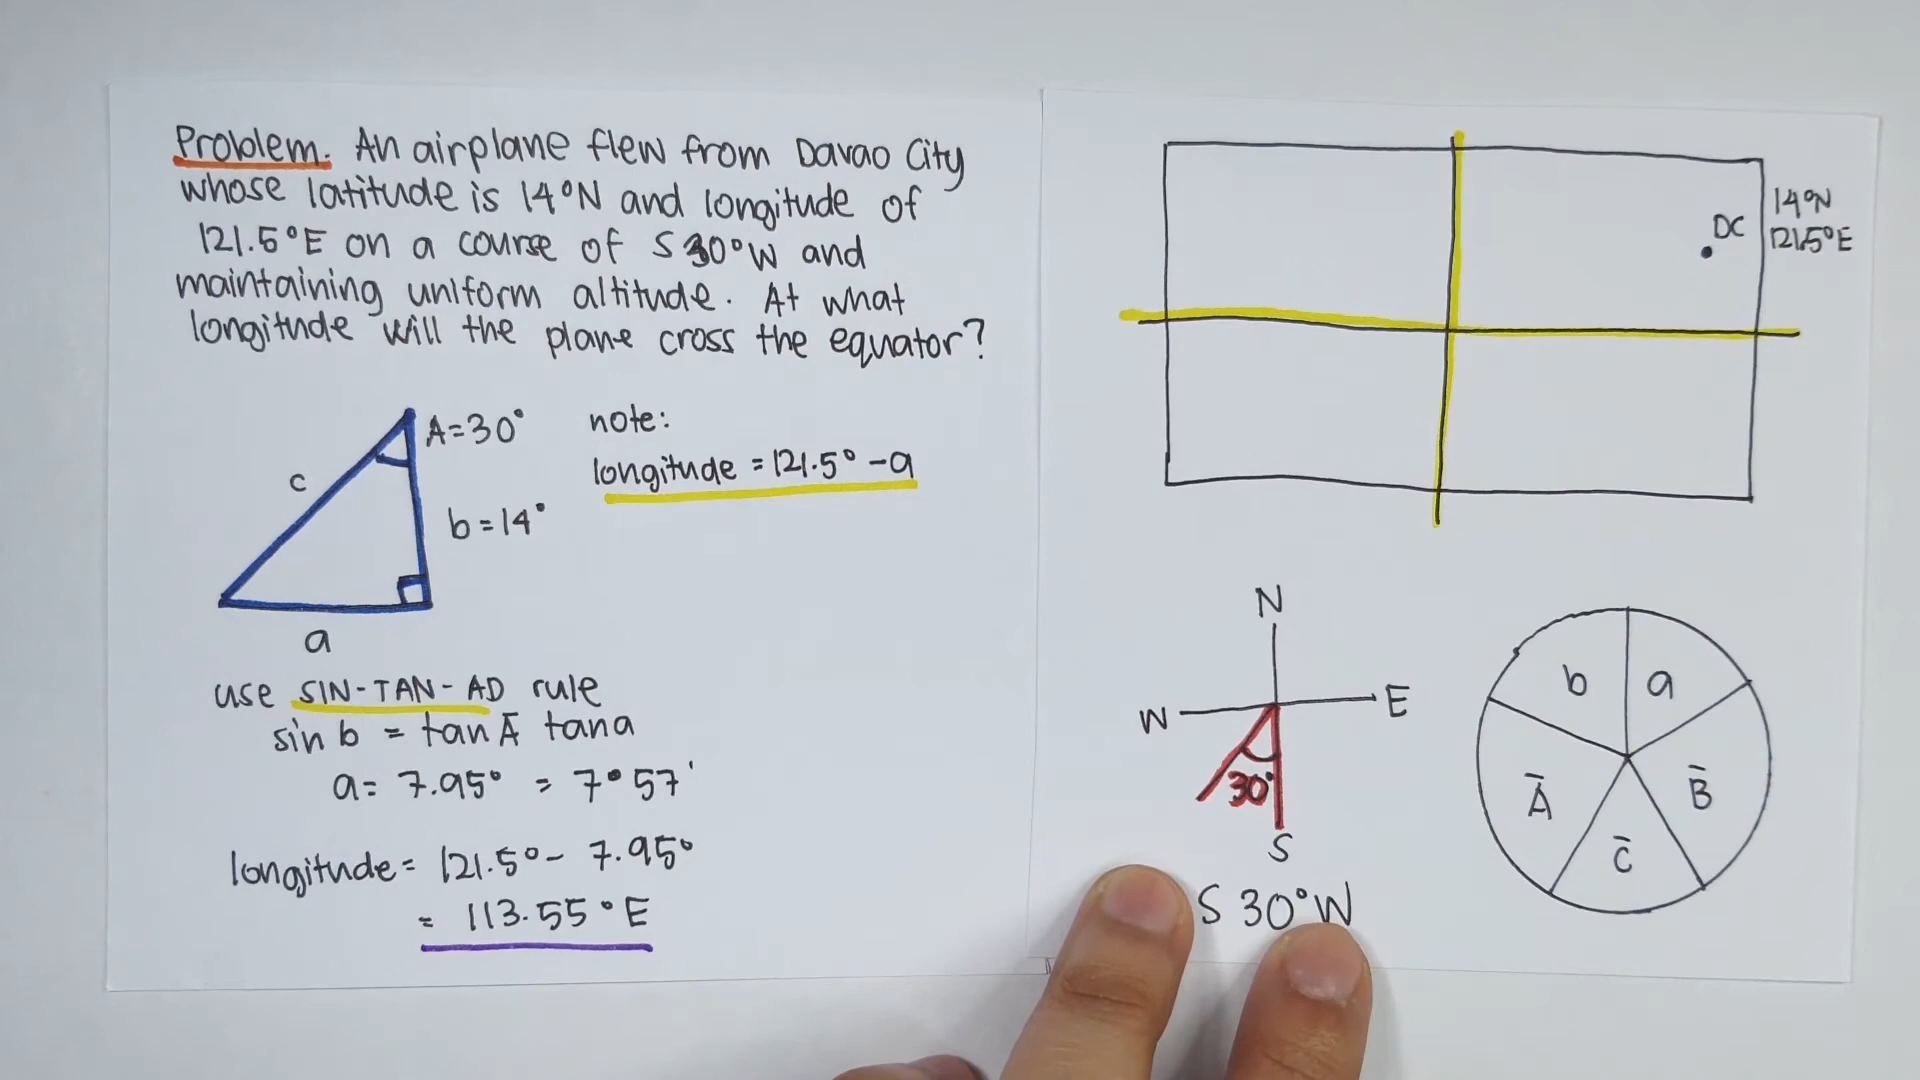 Problem. An airplane flew from Davao City
whose latitude is 14°N and longitude of
121.5°E on a course of S 30°W and
maintaining uniform altitude. At what
longitude will the plane cross the equator?
A=30°
c
b=14°
a
note:
longitude = 121.5° - a
use SIN-TAN-AD rule
sin b = tan Ā tan a
a= 7.95° = 7°57'
longitude = 121.5° - 7.95°
= 113.55°E
DC
14°N
121.5°E
N
W
E
30°
S
S 30°W
b
a
Ā
B̄
C̄